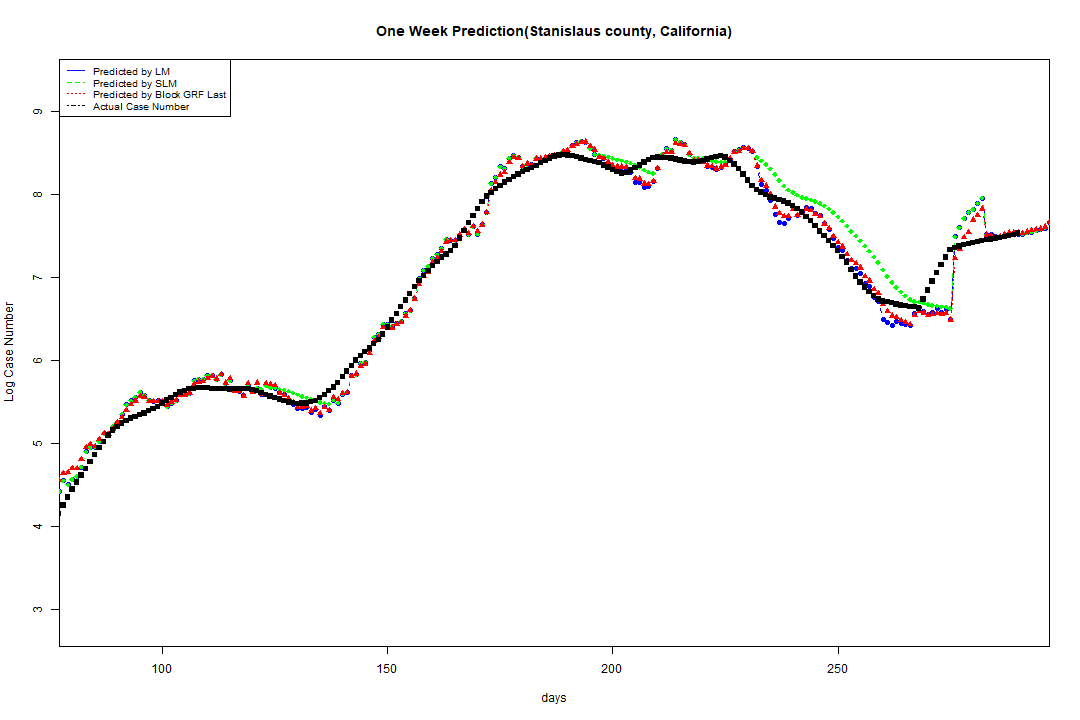 One Week Prediction(Stanislaus county, California)
Predicted by LM
Predicted by SLM
Predicted by Block GRF Last
Actual Case Number
9
8
7
6
5
4
3
Log Case Number
100 150 200 250
days